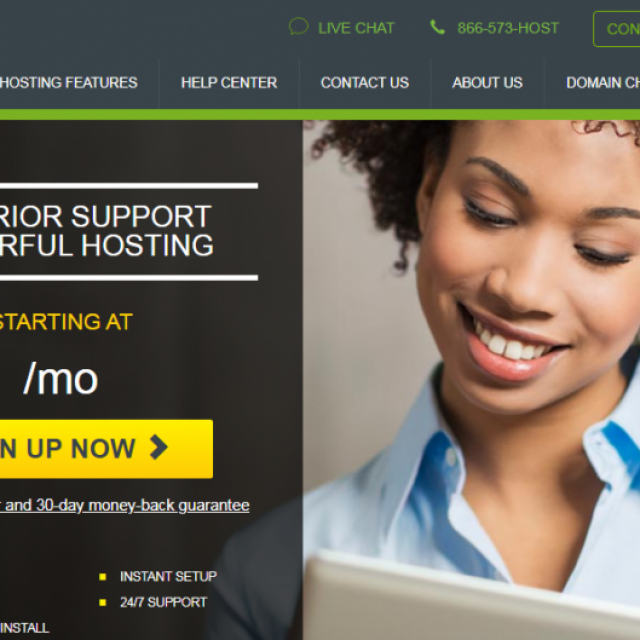 LIVE CHAT 866-573-HOST CON
HOSTING FEATURES HELP CENTER CONTACT US ABOUT US DOMAIN CH
RIOR SUPPORT
RFUL HOSTING
STARTING AT
/mo
N UP NOW
and 30-day money-back guarantee
INSTANT SETUP
24/7 SUPPORT
INSTALL